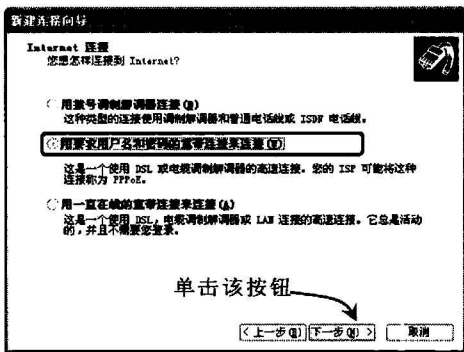 新建连接向导
Internet 连接
您想怎样连接到 Internet?
用拨号调制解调器连接(D)
这种类型的连接使用调制解调器和普通电话线或 ISDN 电话线。
用要求用户名和密码的宽带连接来连接(U)
这是一个使用 DSL 或电缆调制解调器的高速连接。您的 ISP 可能将这种
连接称为 PPPoE。
用一直在线的宽带连接来连接(A)
这是一个使用 DSL,电缆调制解调器或 LAN 连接的高速连接。它总是活动
的,并且不需要您登录。
单击该按钮
<上一步(B) 下一步(N)> 取消